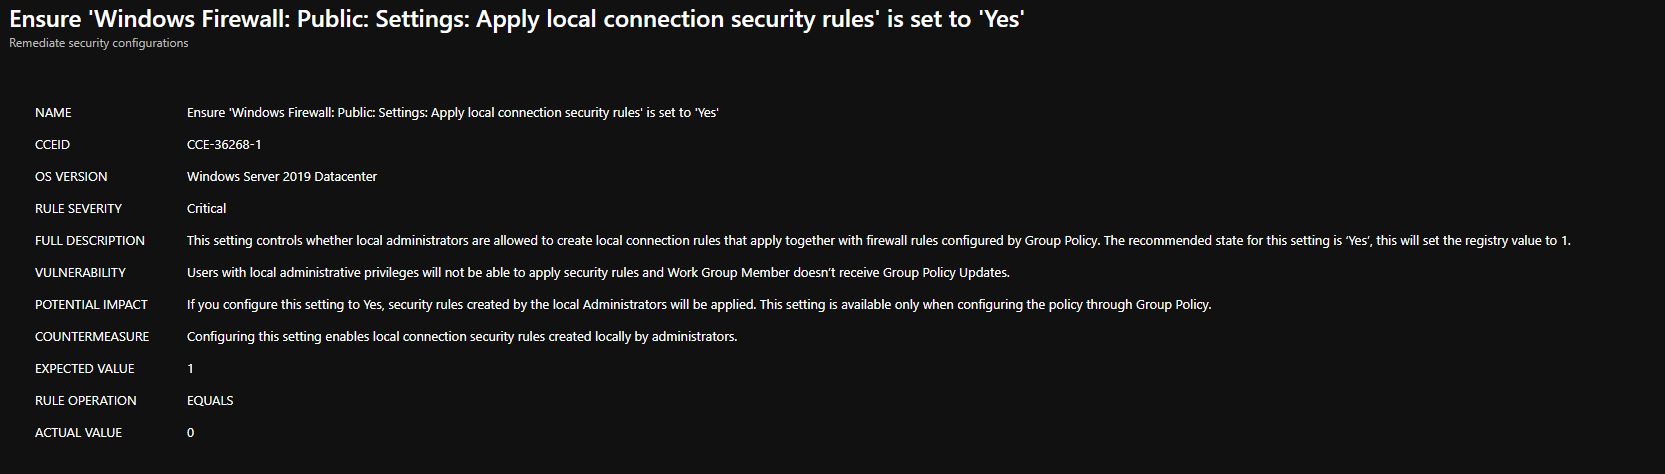 Ensure 'Windows Firewall: Public: Settings: Apply local connection security rules' is set to 'Yes'
Remediate security configurations
NAME Ensure 'Windows Firewall: Public: Settings: Apply local connection security rules' is set to 'Yes'
CCEID CCE-36268-1
OS VERSION Windows Server 2019 Datacenter
RULE SEVERITY Critical
FULL DESCRIPTION This setting controls whether local administrators are allowed to create local connection rules that apply together with firewall rules configured by Group Policy. The recommended state for this setting is ‘Yes’, this will set the registry value to 1.
VULNERABILITY Users with local administrative privileges will not be able to apply security rules and Work Group Member doesn’t receive Group Policy Updates.
POTENTIAL IMPACT If you configure this setting to Yes, security rules created by the local Administrators will be applied. This setting is available only when configuring the policy through Group Policy.
COUNTERMEASURE Configuring this setting enables local connection security rules created locally by administrators.
EXPECTED VALUE 1
RULE OPERATION EQUALS
ACTUAL VALUE 0